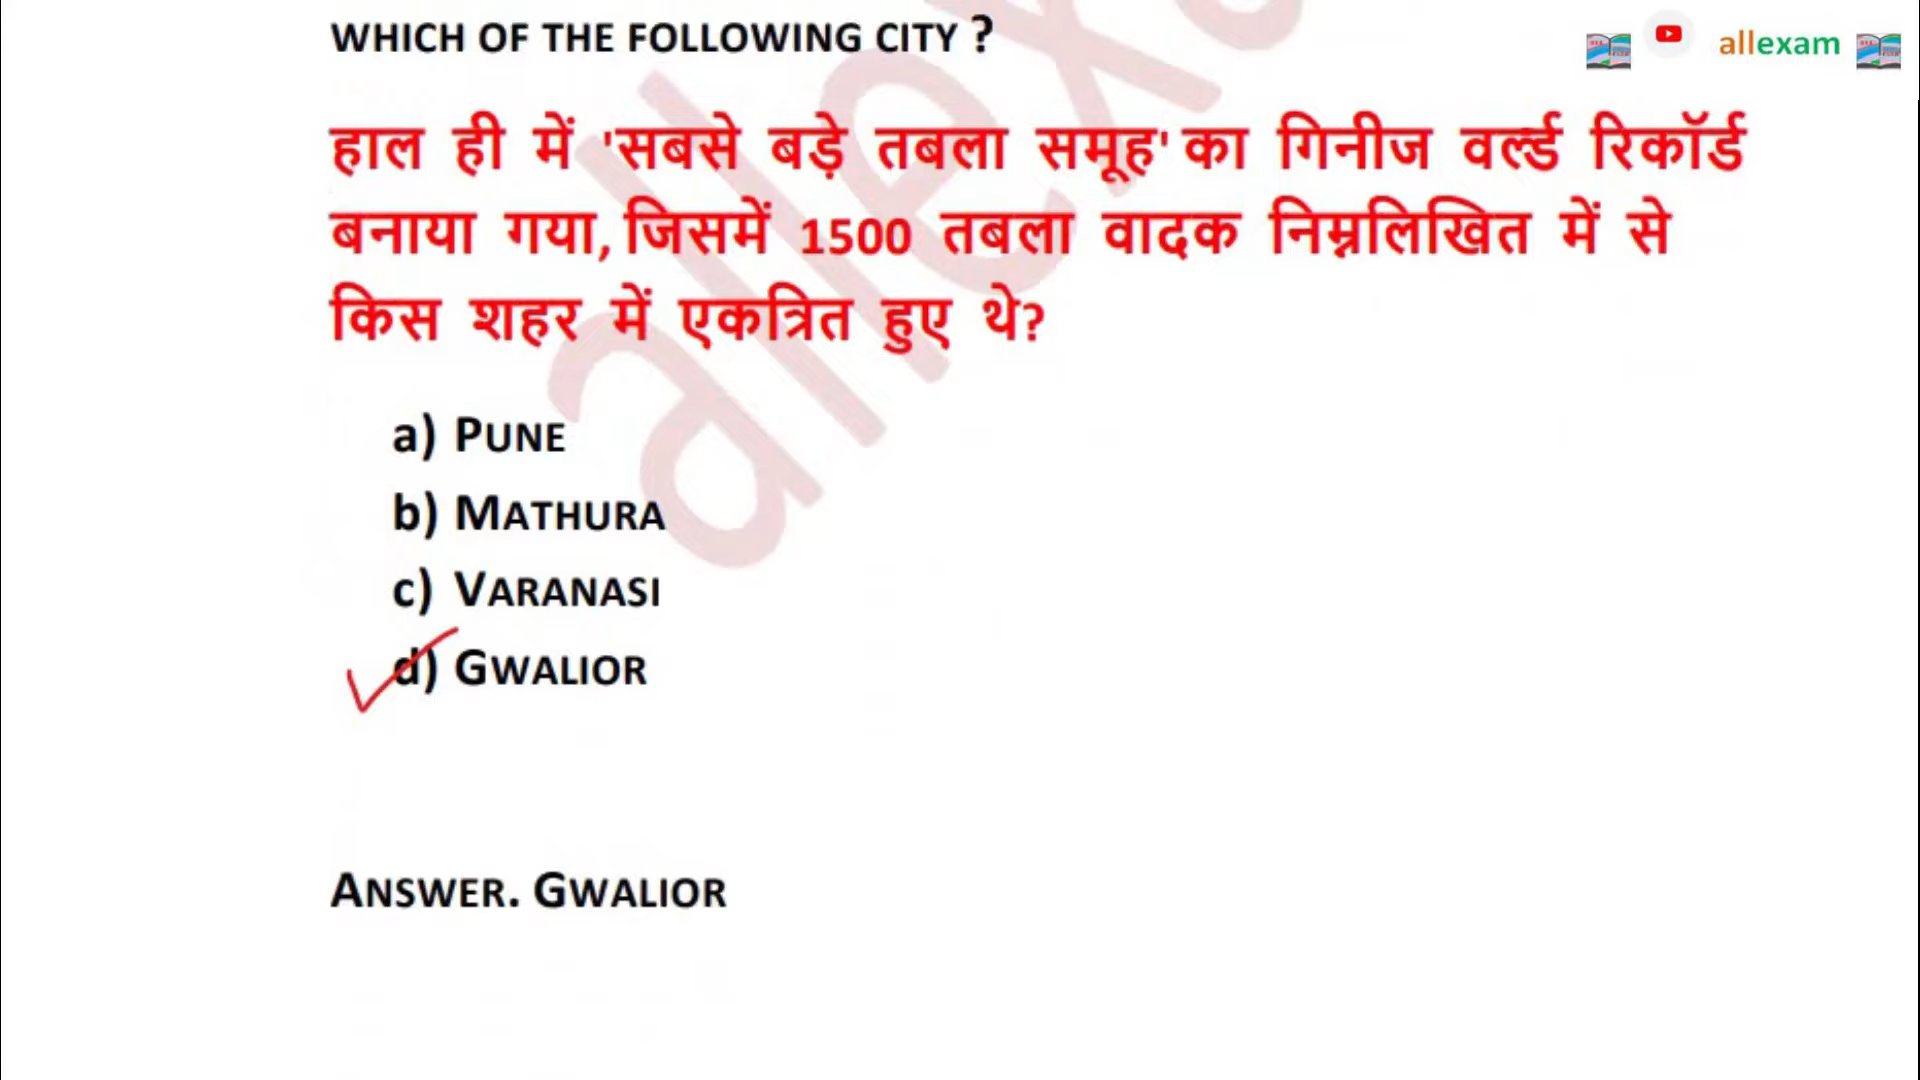 WHICH OF THE FOLLOWING CITY ?
allexam
हाल ही में 'सबसे बड़े तबला समूह' का गिनीज वर्ल्ड रिकॉर्ड
बनाया गया, जिसमें 1500 तबला वादक निम्नलिखित में से
किस शहर में एकत्रित हुए थे?
a) PUNE
b) MATHURA
c) VARANASI
d) GWALIOR
ANSWER. GWALIOR
allexa